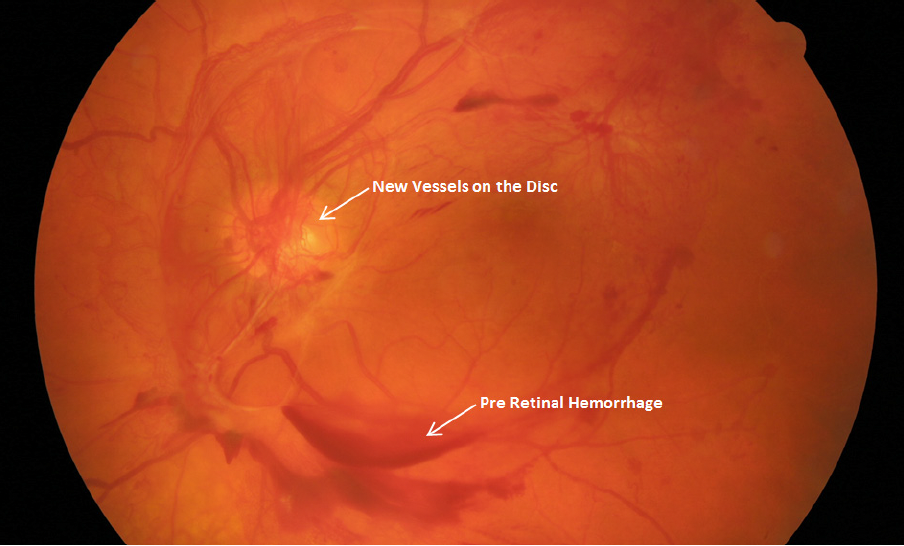 New Vessels on the Disc
Pre Retinal Hemorrhage